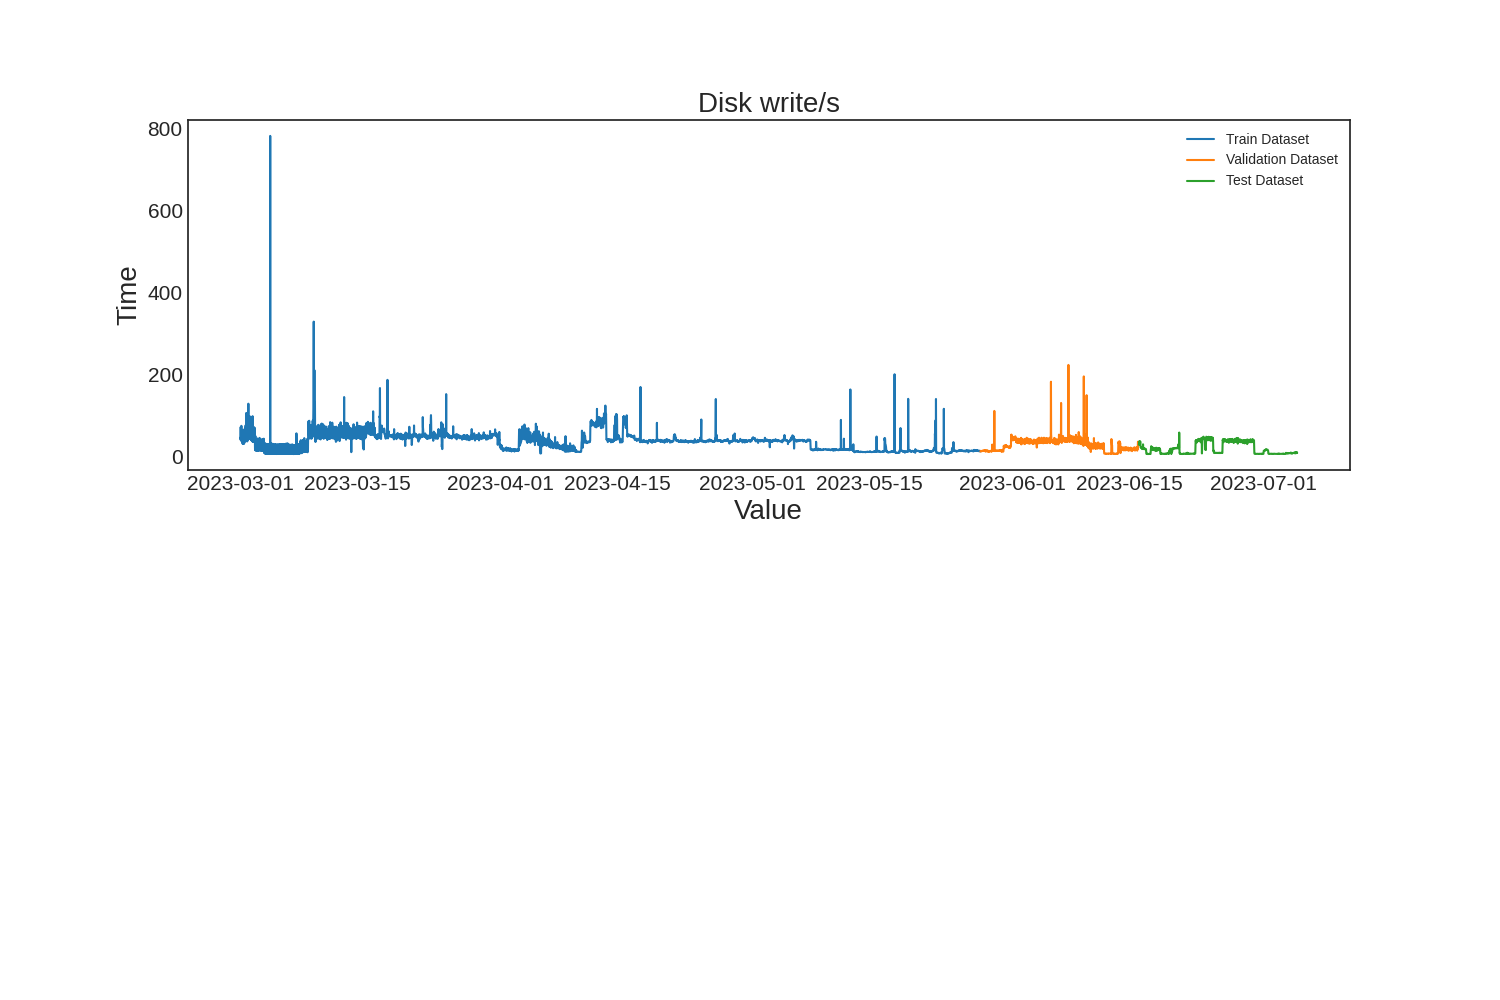 Disk write/s
800
600
400
200
0
Time
Train Dataset
Validation Dataset
Test Dataset
2023-03-01 2023-03-15 2023-04-01 2023-04-15 2023-05-01 2023-05-15 2023-06-01 2023-06-15 2023-07-01
Value